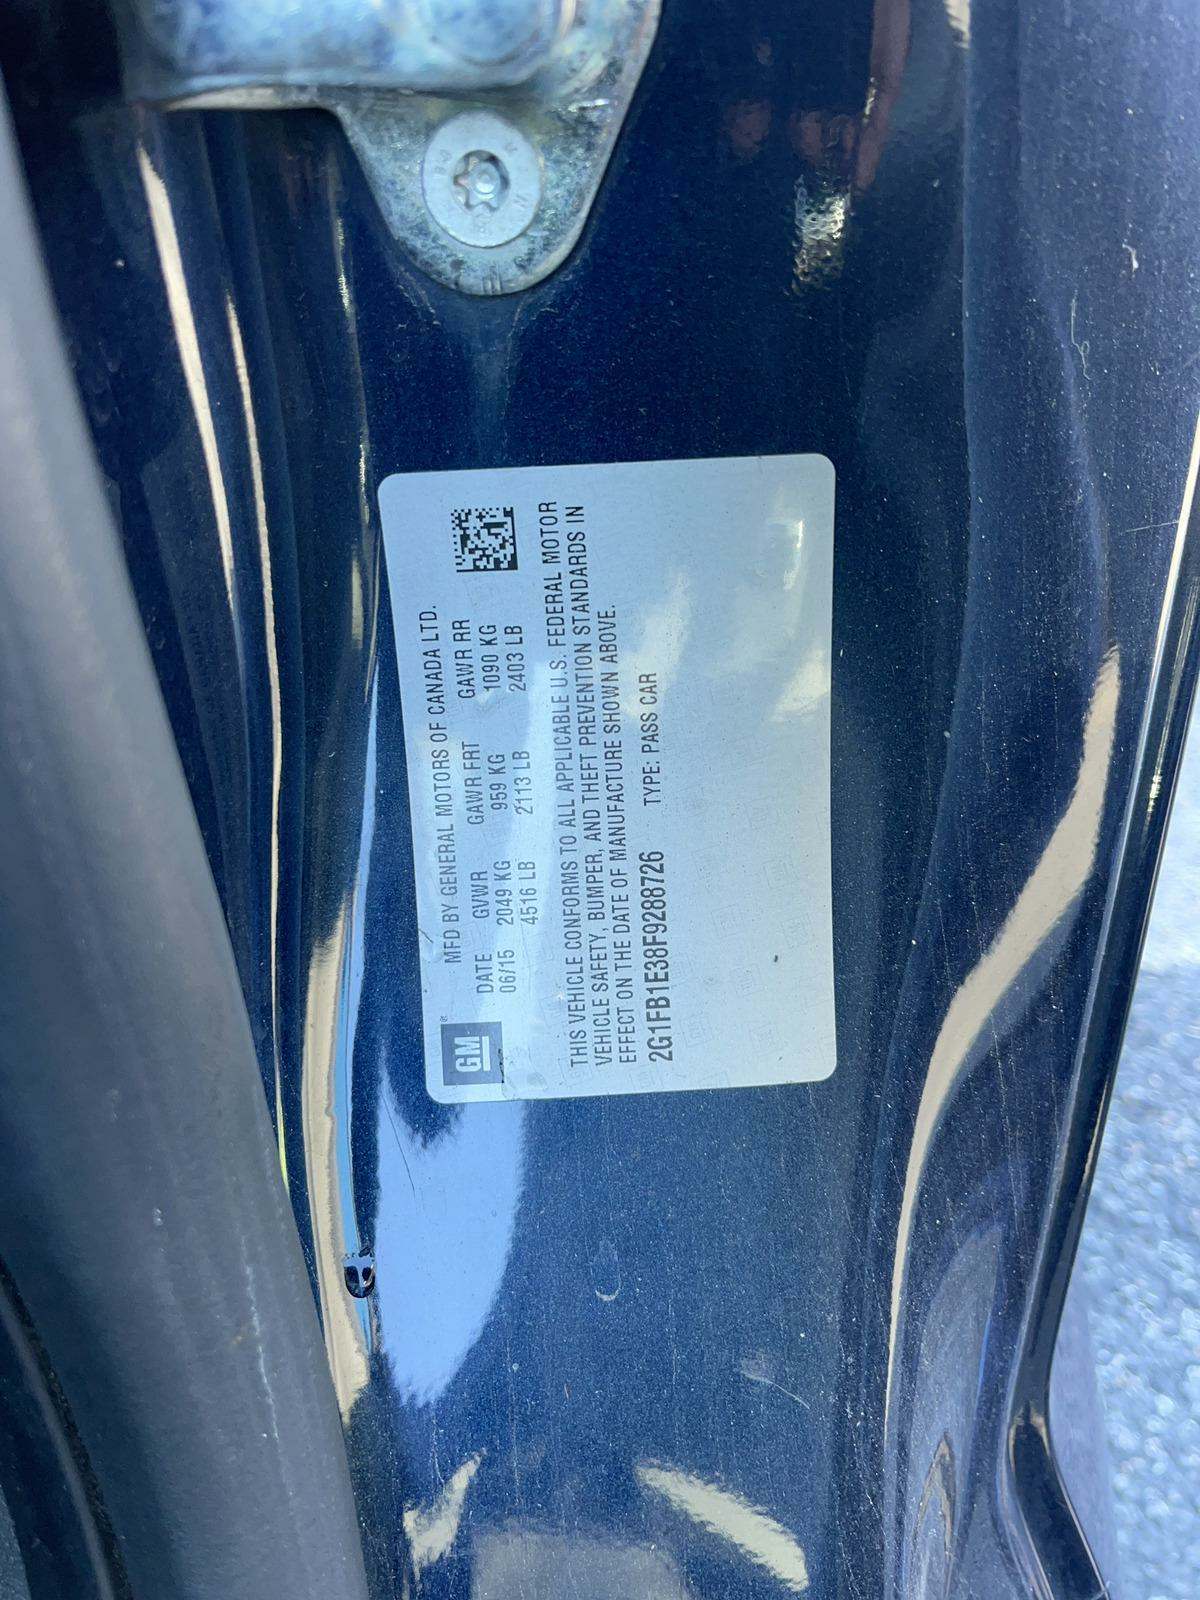 GM®
MFD BY GENERAL MOTORS OF CANADA LTD.
DATE GVWR GAWR FRT GAWR RR
06/15 2049 KG 959 KG 1090 KG
4516 LB 2113 LB 2403 LB
THIS VEHICLE CONFORMS TO ALL APPLICABLE U.S. FEDERAL MOTOR
VEHICLE SAFETY, BUMPER, AND THEFT PREVENTION STANDARDS IN
EFFECT ON THE DATE OF MANUFACTURE SHOWN ABOVE.
2G1FB1E38F9288726 TYPE: PASS CAR